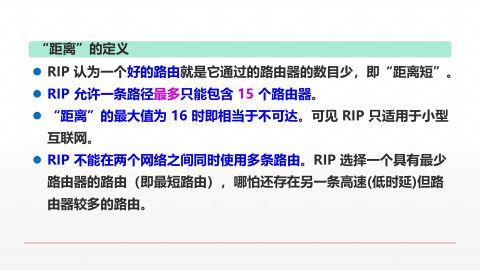 “距离”的定义
RIP 认为一个好的路由就是它通过的路由器的数目少，即“距离短”。
RIP 允许一条路径最多只能包含 15 个路由器。
“距离”的最大值为 16 时即相当于不可达。可见 RIP 只适用于小型
互联网。
RIP 不能在两个网络之间同时使用多条路由。RIP 选择一个具有最少
路由器的路由（即最短路由），哪怕还存在另一条高速(低时延)但路
由器较多的路由。